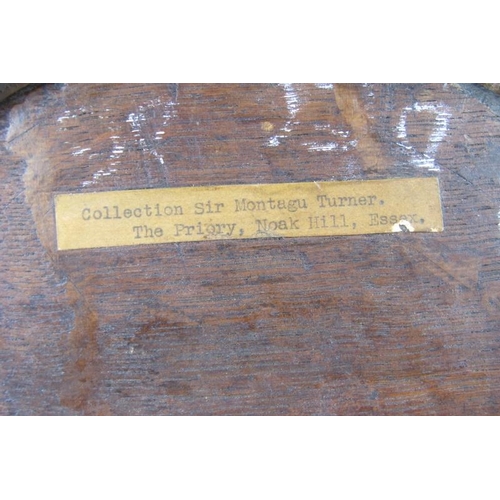 Collection Sir Montagu Turner.
The Priory, Noak Hill, Essex.